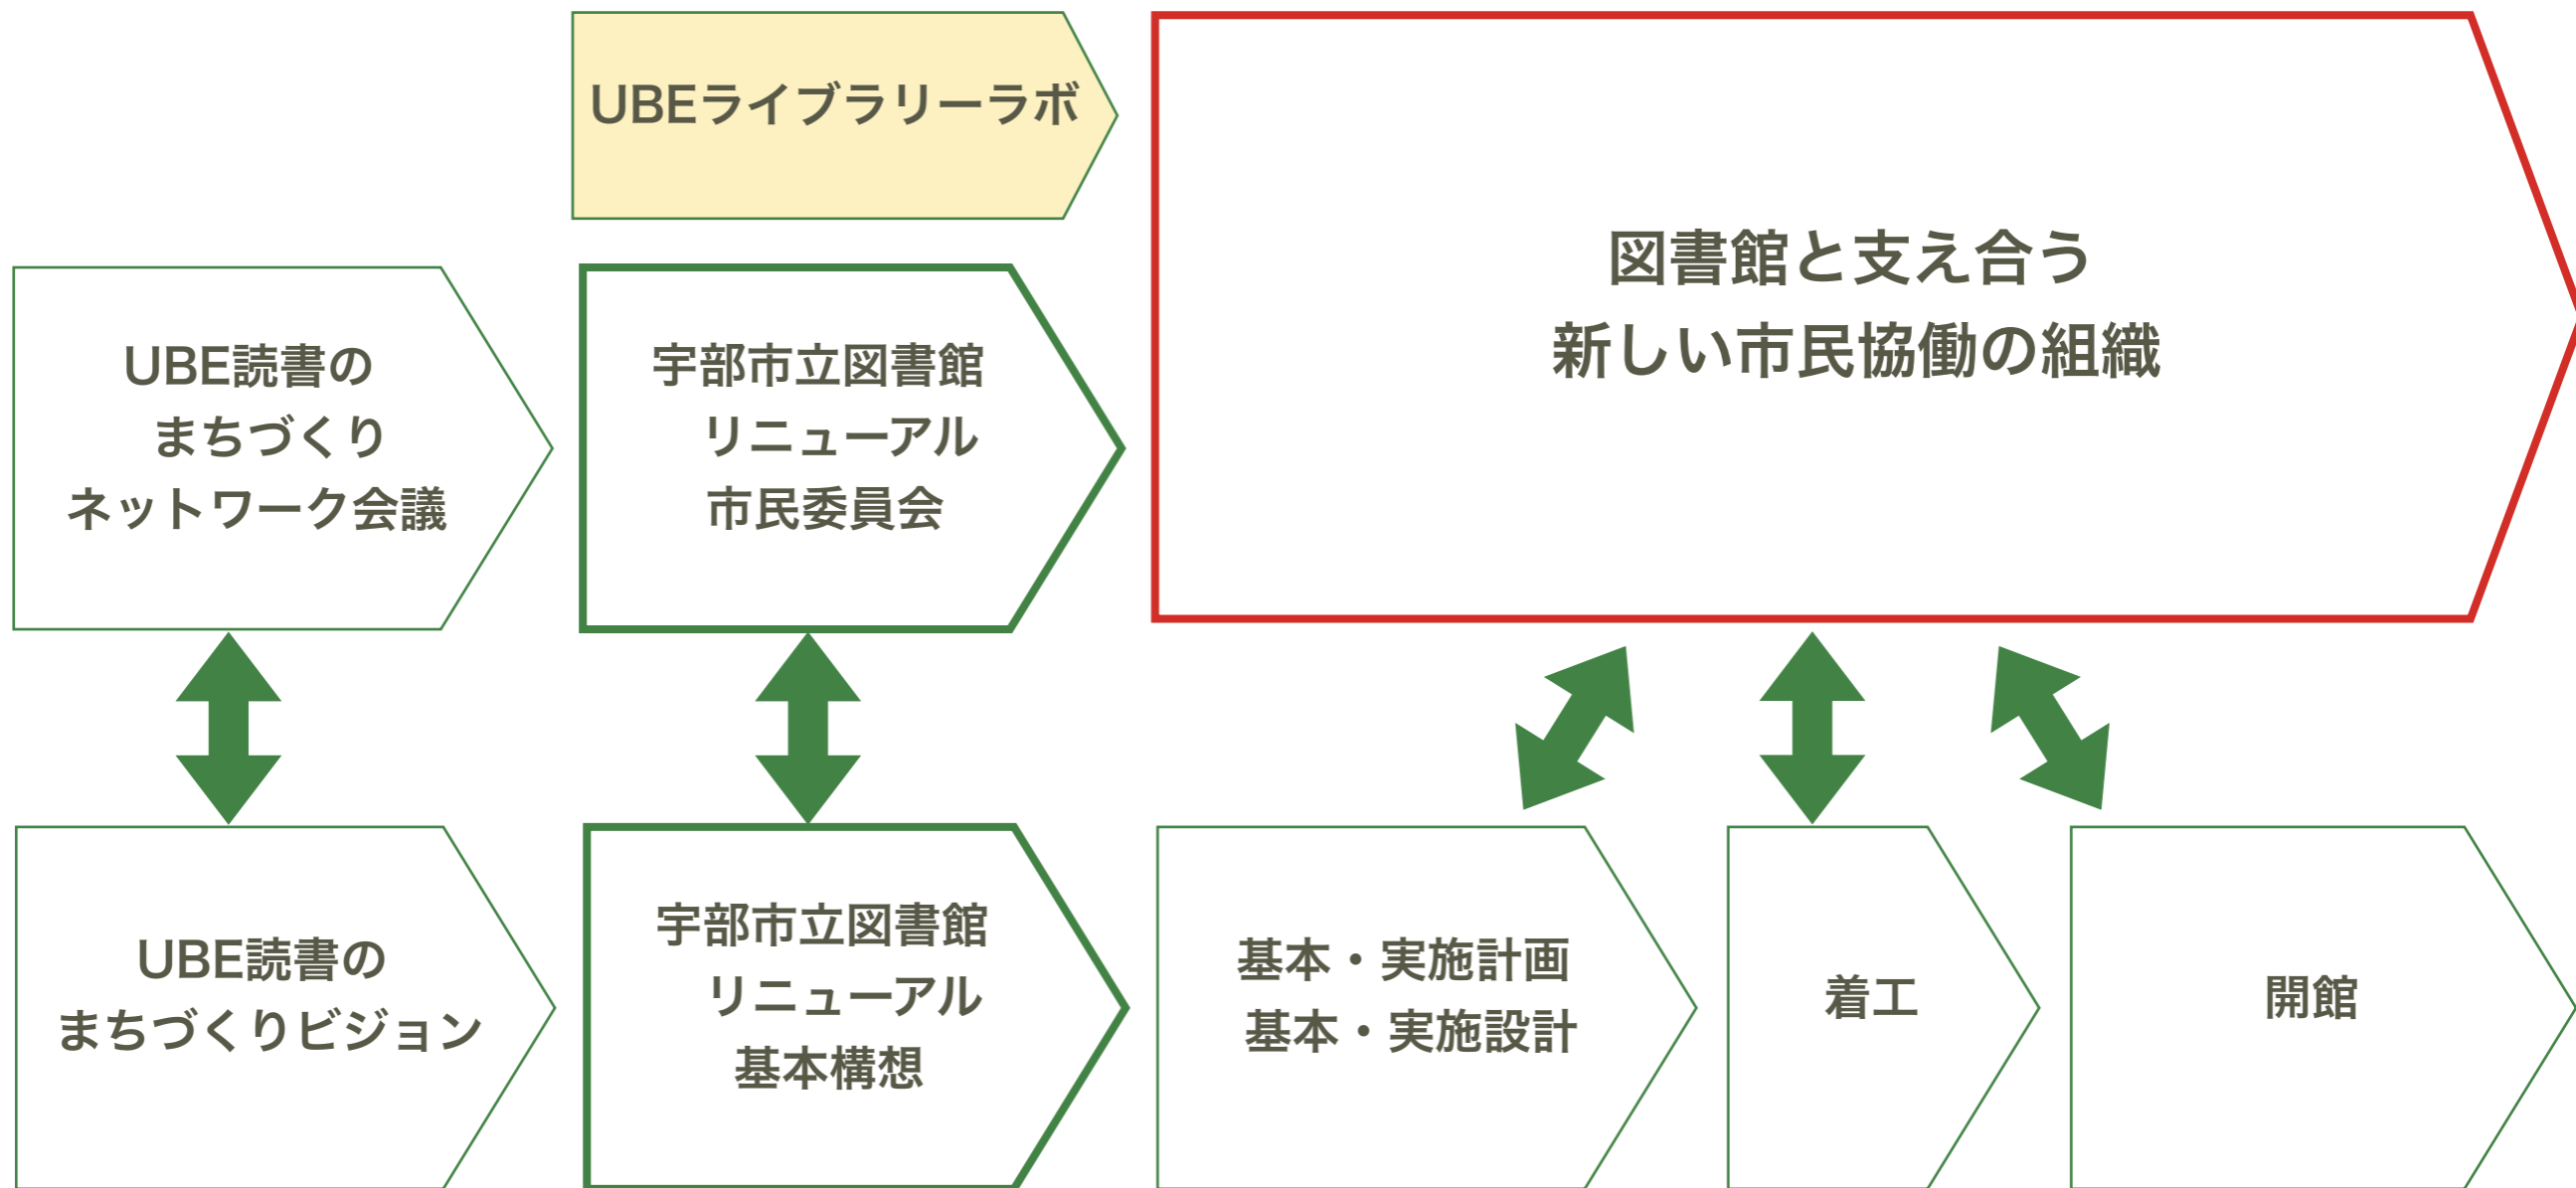 UBEライブラリーラボ
図書館と支え合う
新しい市民協働の組織
UBE読書の
まちづくり
ネットワーク会議
宇部市立図書館
リニューアル
市民委員会
UBE読書の
まちづくりビジョン
宇部市立図書館
リニューアル
基本構想
基本・実施計画
基本・実施設計
着工
開館